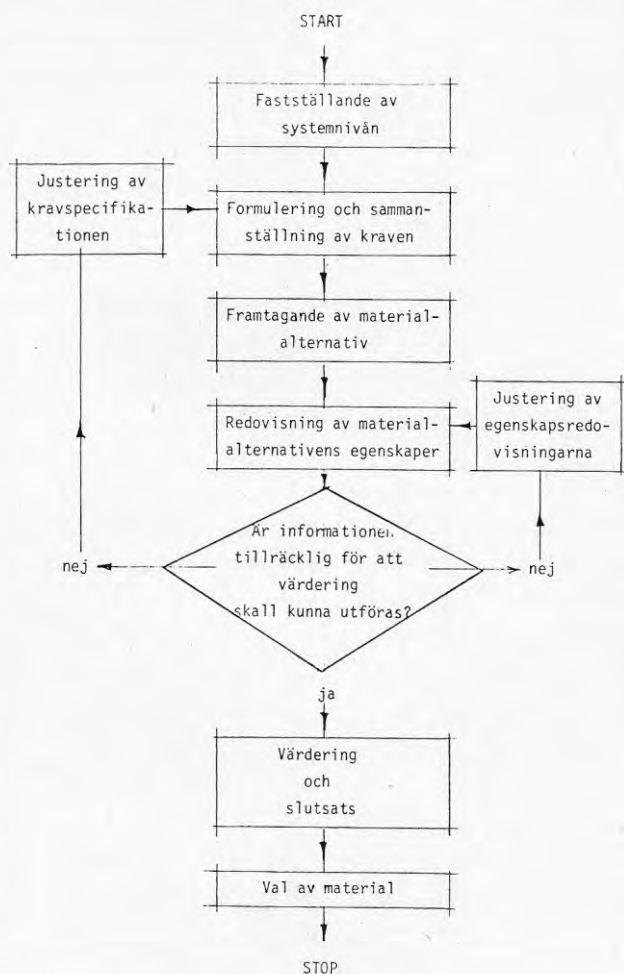 START
Fastställande av
systemnivån
Justering av
kravspecifika-
tionen
Formulering och samman-
ställning av kraven
Framtagande av material-
alternativ
Redovisning av material-
alternativens egenskaper
Justering av
egenskapsredo-
visningarna
Är informationen
tillräcklig för att
värdering
skall kunna utföras?
nej
nej
ja
Värdering
och
slutsats
Val av material
STOP